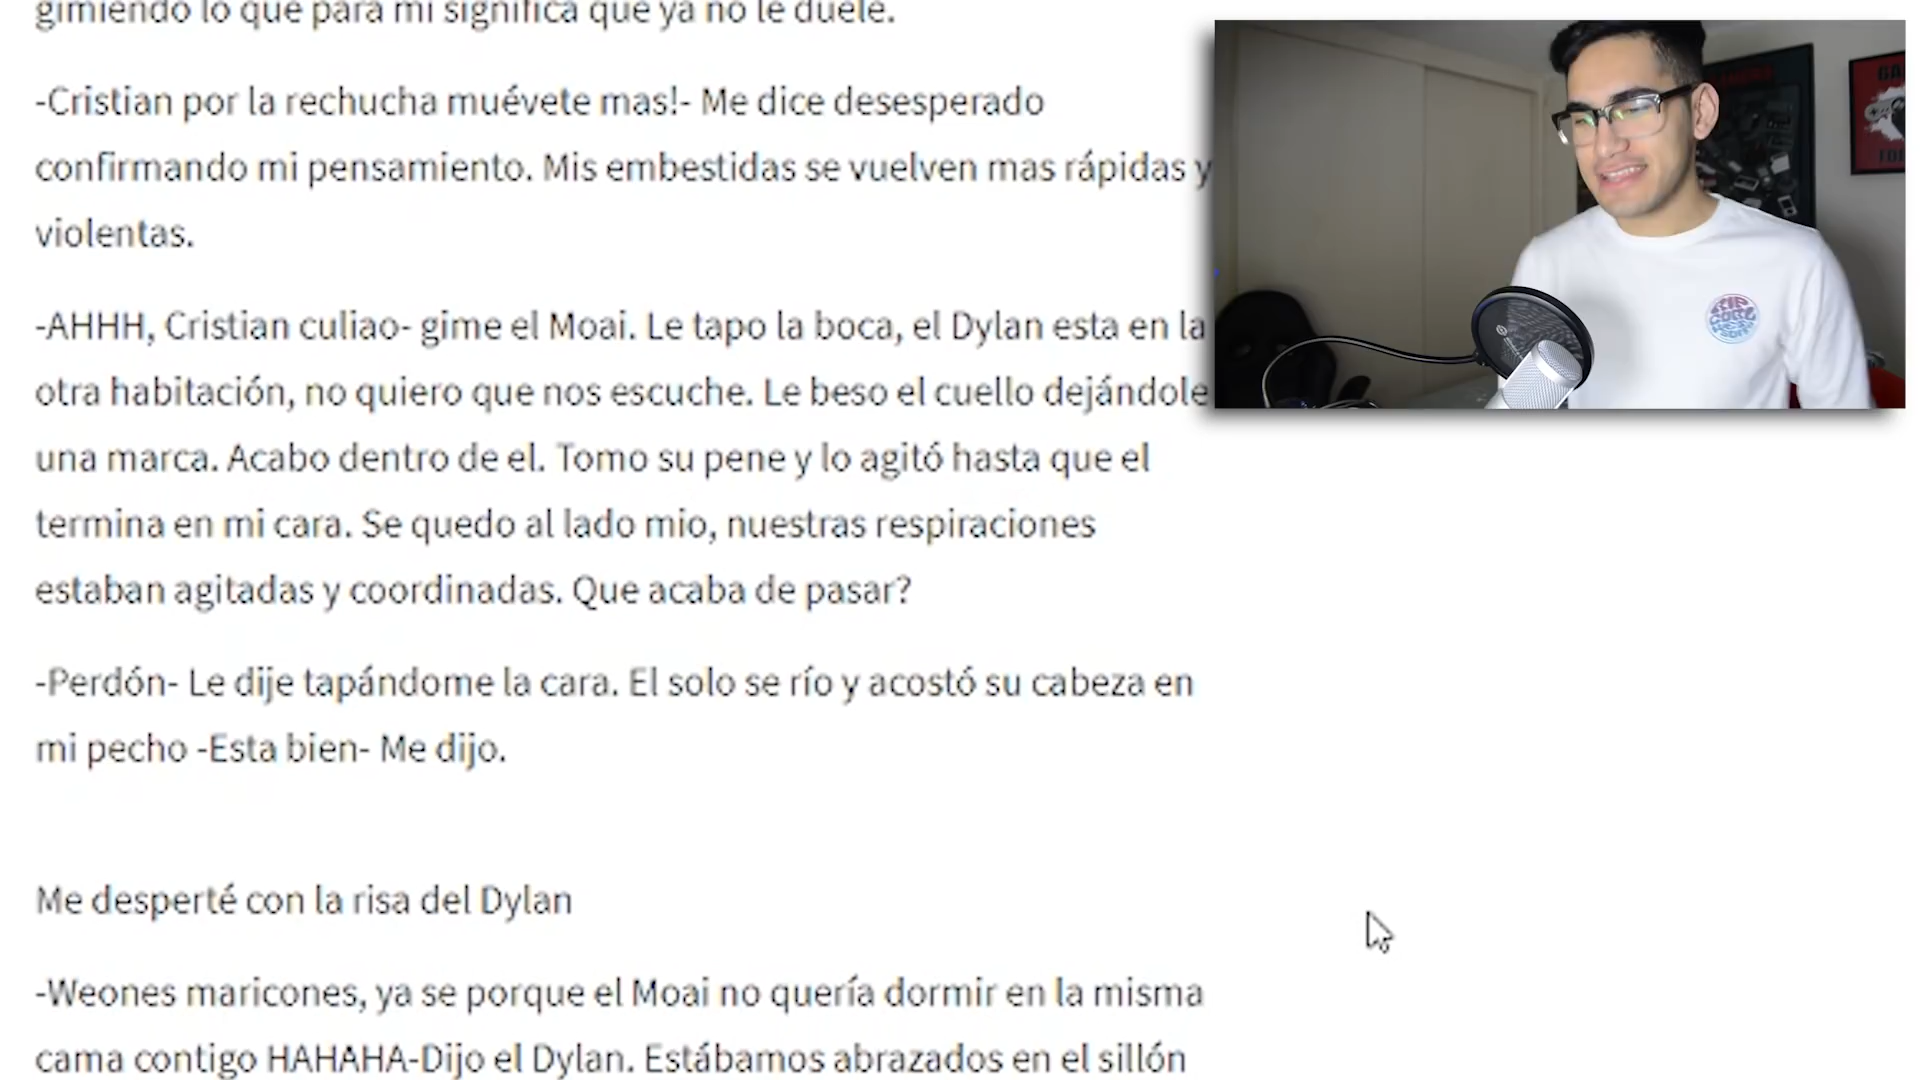 gimiendo lo que para mi significa que ya no le duele.
-Cristian por la rechucha muévete mas!- Me dice desesperado
confirmando mi pensamiento. Mis embestidas se vuelven mas rápidas y
violentas.
-AHHH, Cristian culiao- gime el Moai. Le tapo la boca, el Dylan esta en la
otra habitación, no quiero que nos escuche. Le beso el cuello dejándole
una marca. Acabo dentro de el. Tomo su pene y lo agitó hasta que el
termina en mi cara. Se quedo al lado mio, nuestras respiraciones
estaban agitadas y coordinadas. Que acaba de pasar?
-Perdón- Le dije tapándome la cara. El solo se río y acostó su cabeza en
mi pecho -Esta bien- Me dijo.
Me desperté con la risa del Dylan
-Weones maricones, ya se porque el Moai no quería dormir en la misma
cama contigo HAHAHA-Dijo el Dylan. Estábamos abrazados en el sillón
RIP
CURL